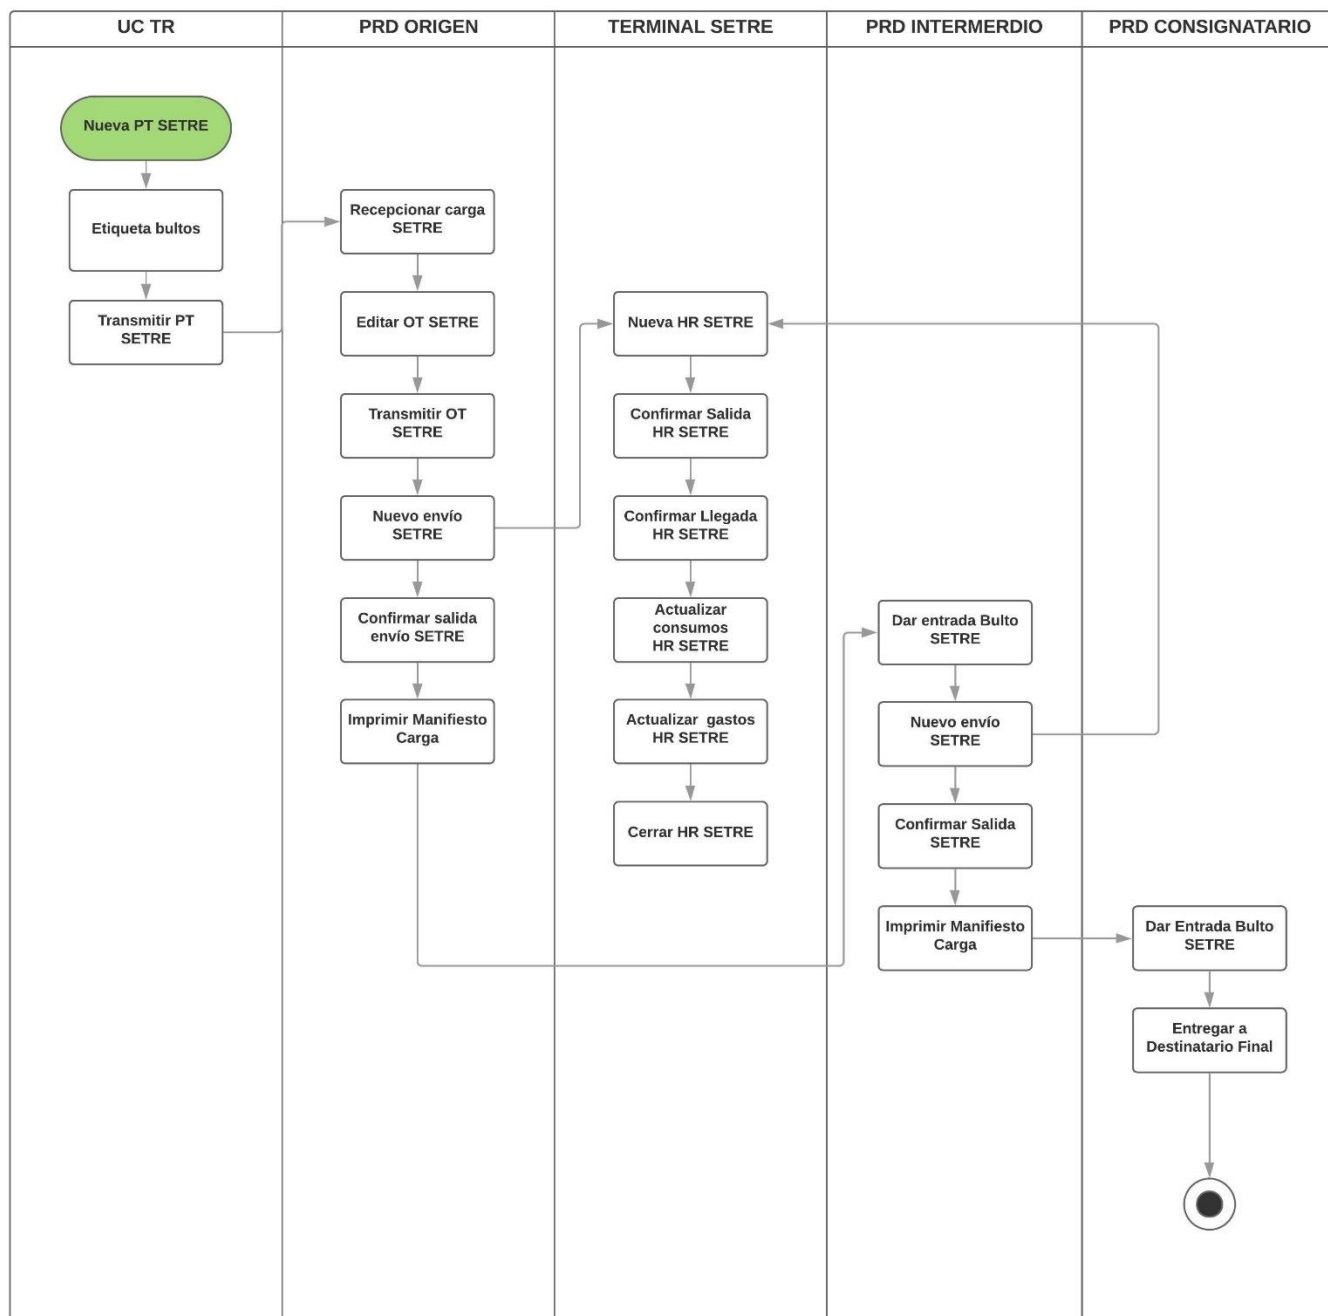 UC TR
PRD ORIGEN
TERMINAL SETRE
PRD INTERMERDIO
PRD CONSIGNATARIO
Nueva PT SETRE
Etiqueta bultos
Transmitir PT
SETRE
Recepcionar carga
SETRE
Editar OT SETRE
Transmitir OT
SETRE
Nuevo envío
SETRE
Confirmar salida
envío SETRE
Imprimir Manifiesto
Carga
Nueva HR SETRE
Confirmar Salida
HR SETRE
Confirmar Llegada
HR SETRE
Actualizar
consumos
HR SETRE
Actualizar gastos
HR SETRE
Cerrar HR SETRE
Dar entrada Bulto
SETRE
Nuevo envío
SETRE
Confirmar Salida
SETRE
Imprimir Manifiesto
Carga
Dar Entrada Bulto
SETRE
Entregar a
Destinatario Final